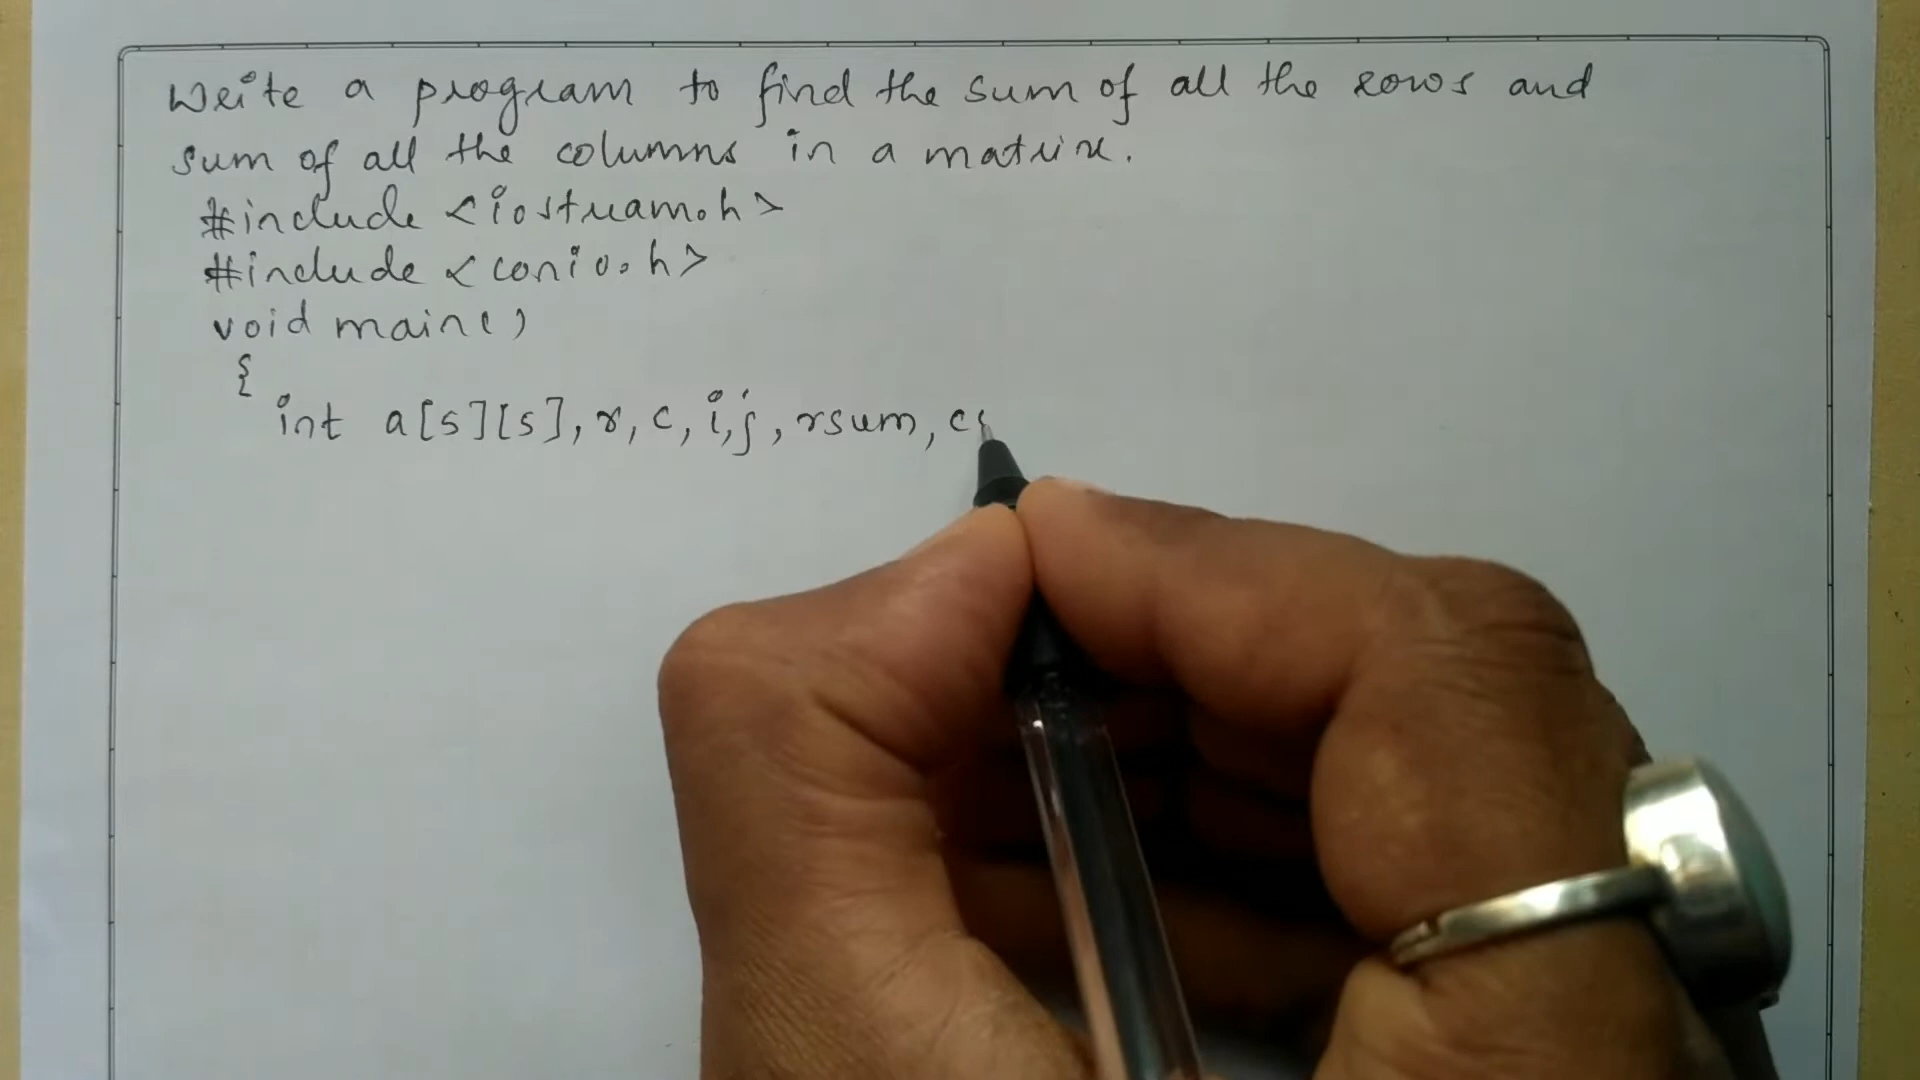 Write a program to find the sum of all the rows and
sum of all the columns in a matrix.
#include <iostream.h>
#include <conio.h>
void main()
{
int a[5][5], r, c, i, j, rsum, cs